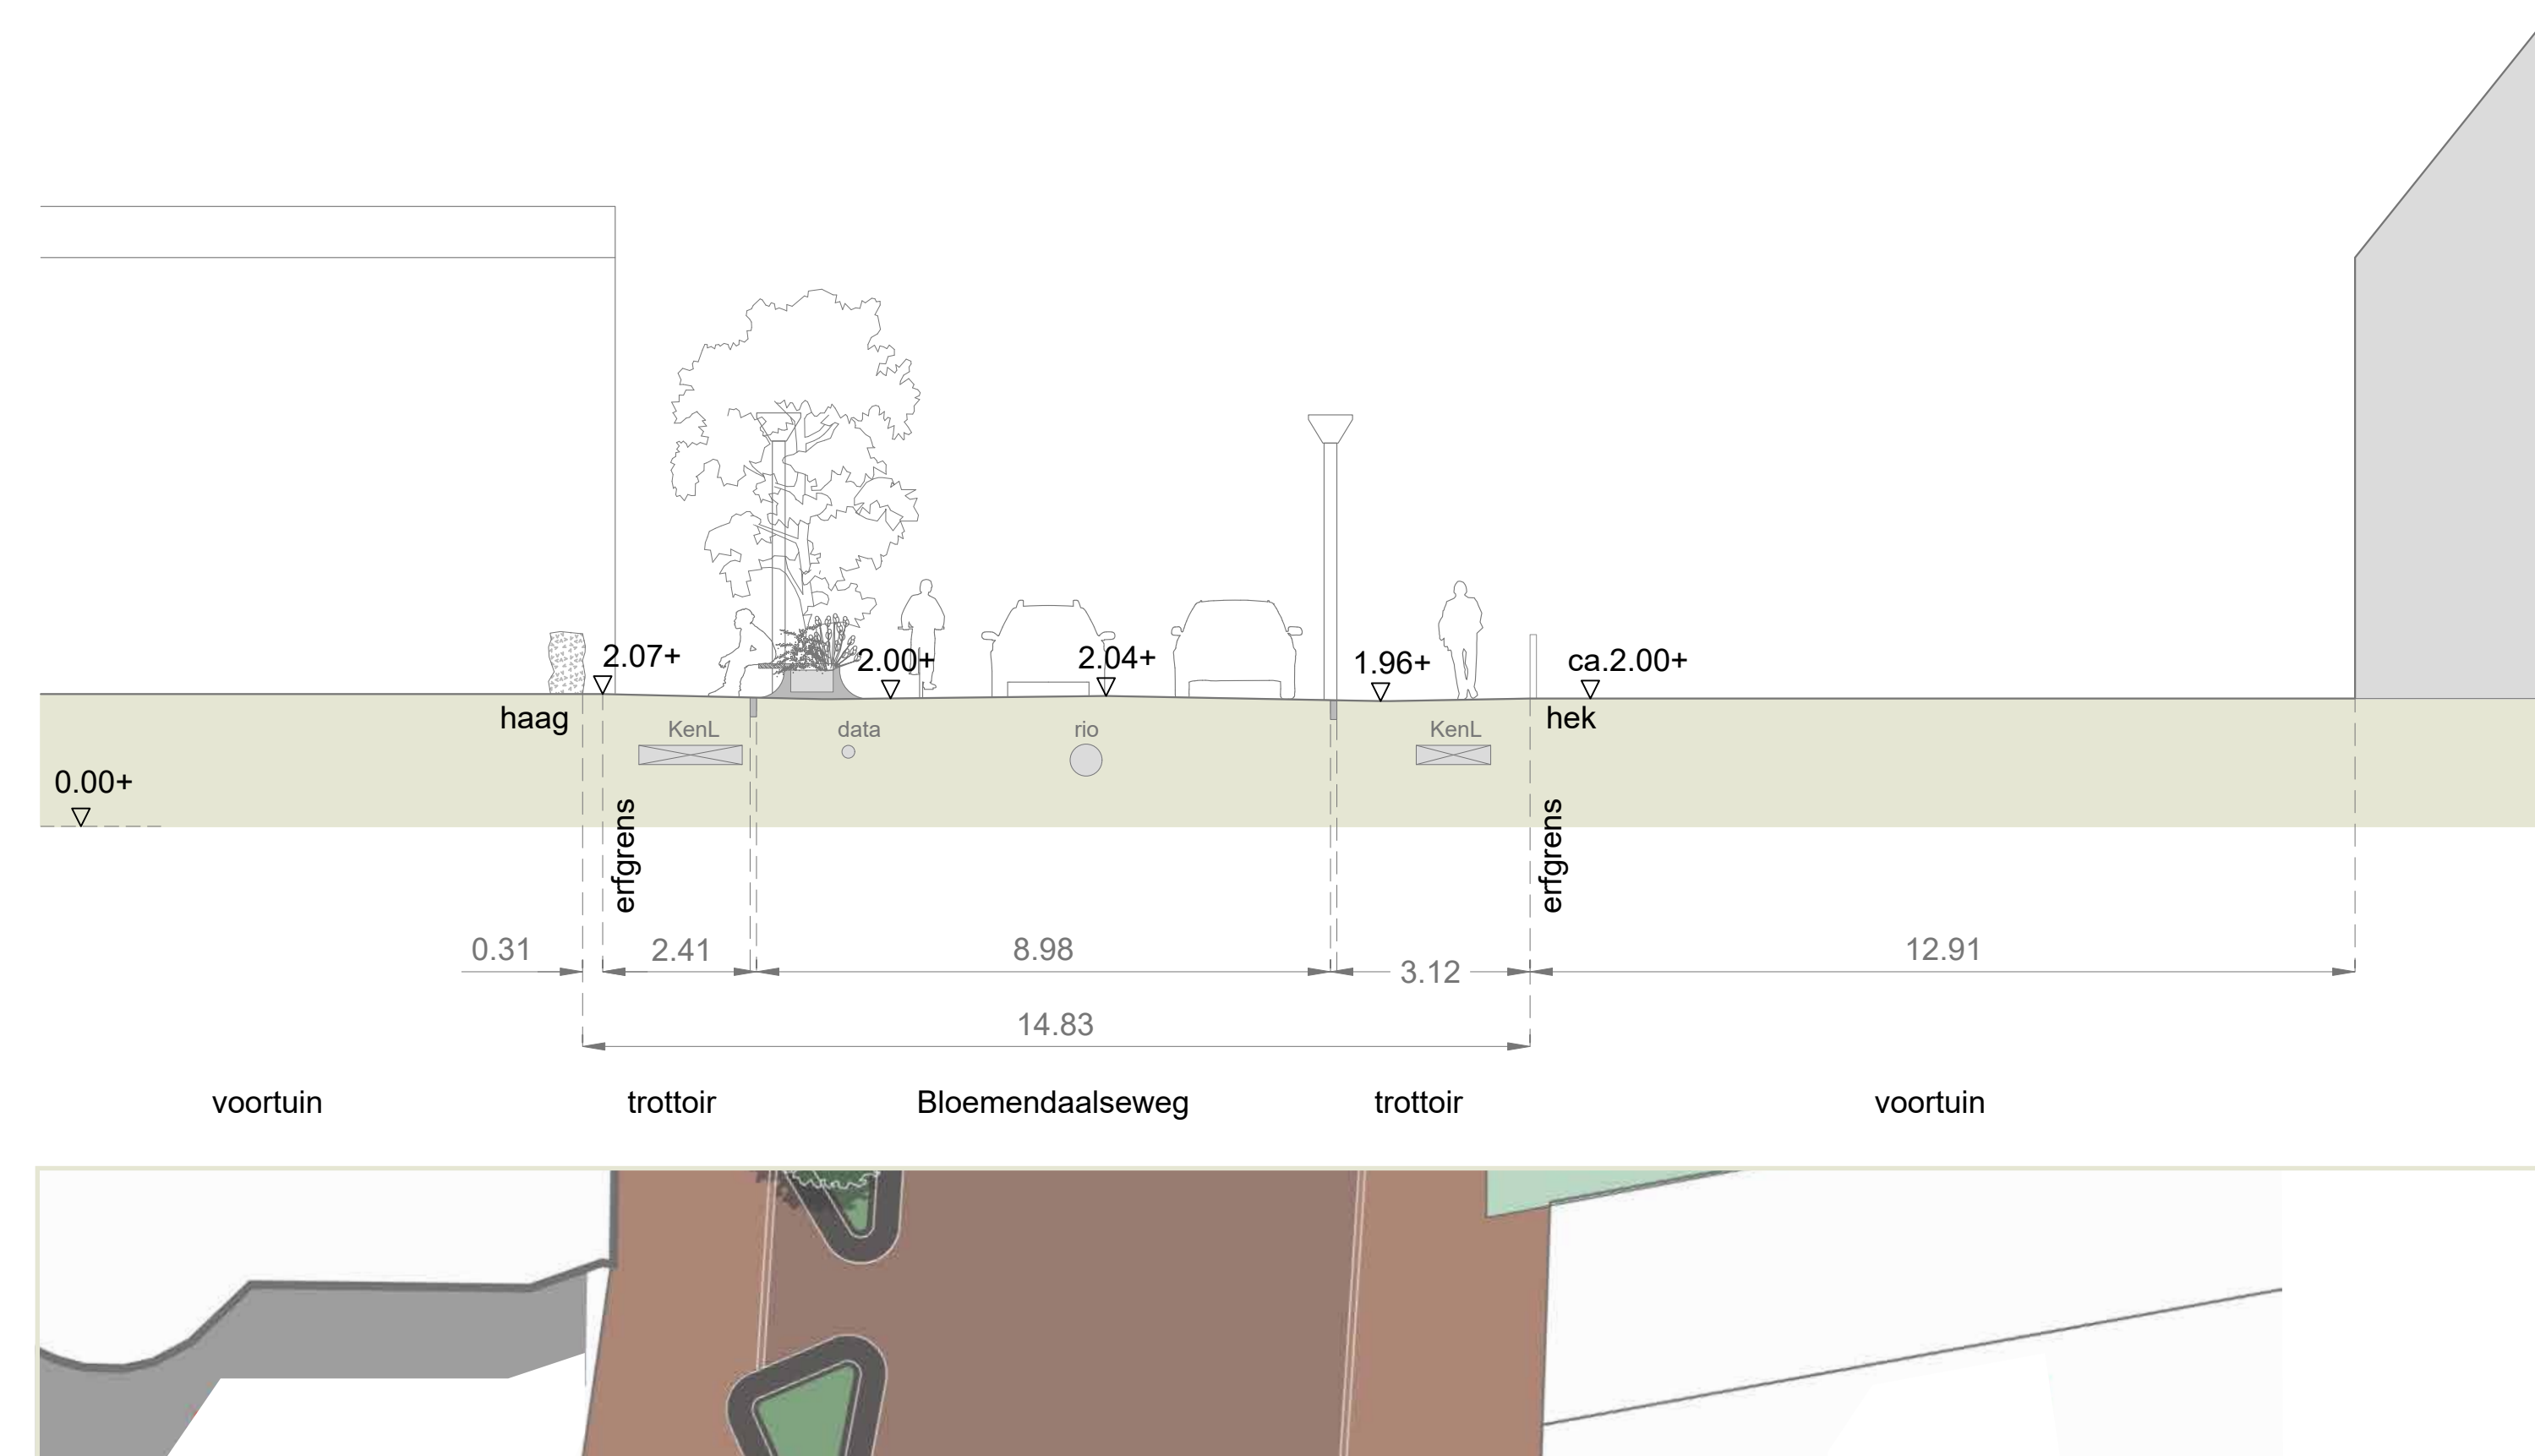 2.07+
2.00+
2.04+
1.96+
ca.2.00+
haag
KenL
data
rio
KenL
hek
0.00+
erfgrens
erfgrens
0.31
2.41
8.98
3.12
12.91
14.83
voortuin
trottoir
Bloemendaalseweg
trottoir
voortuin